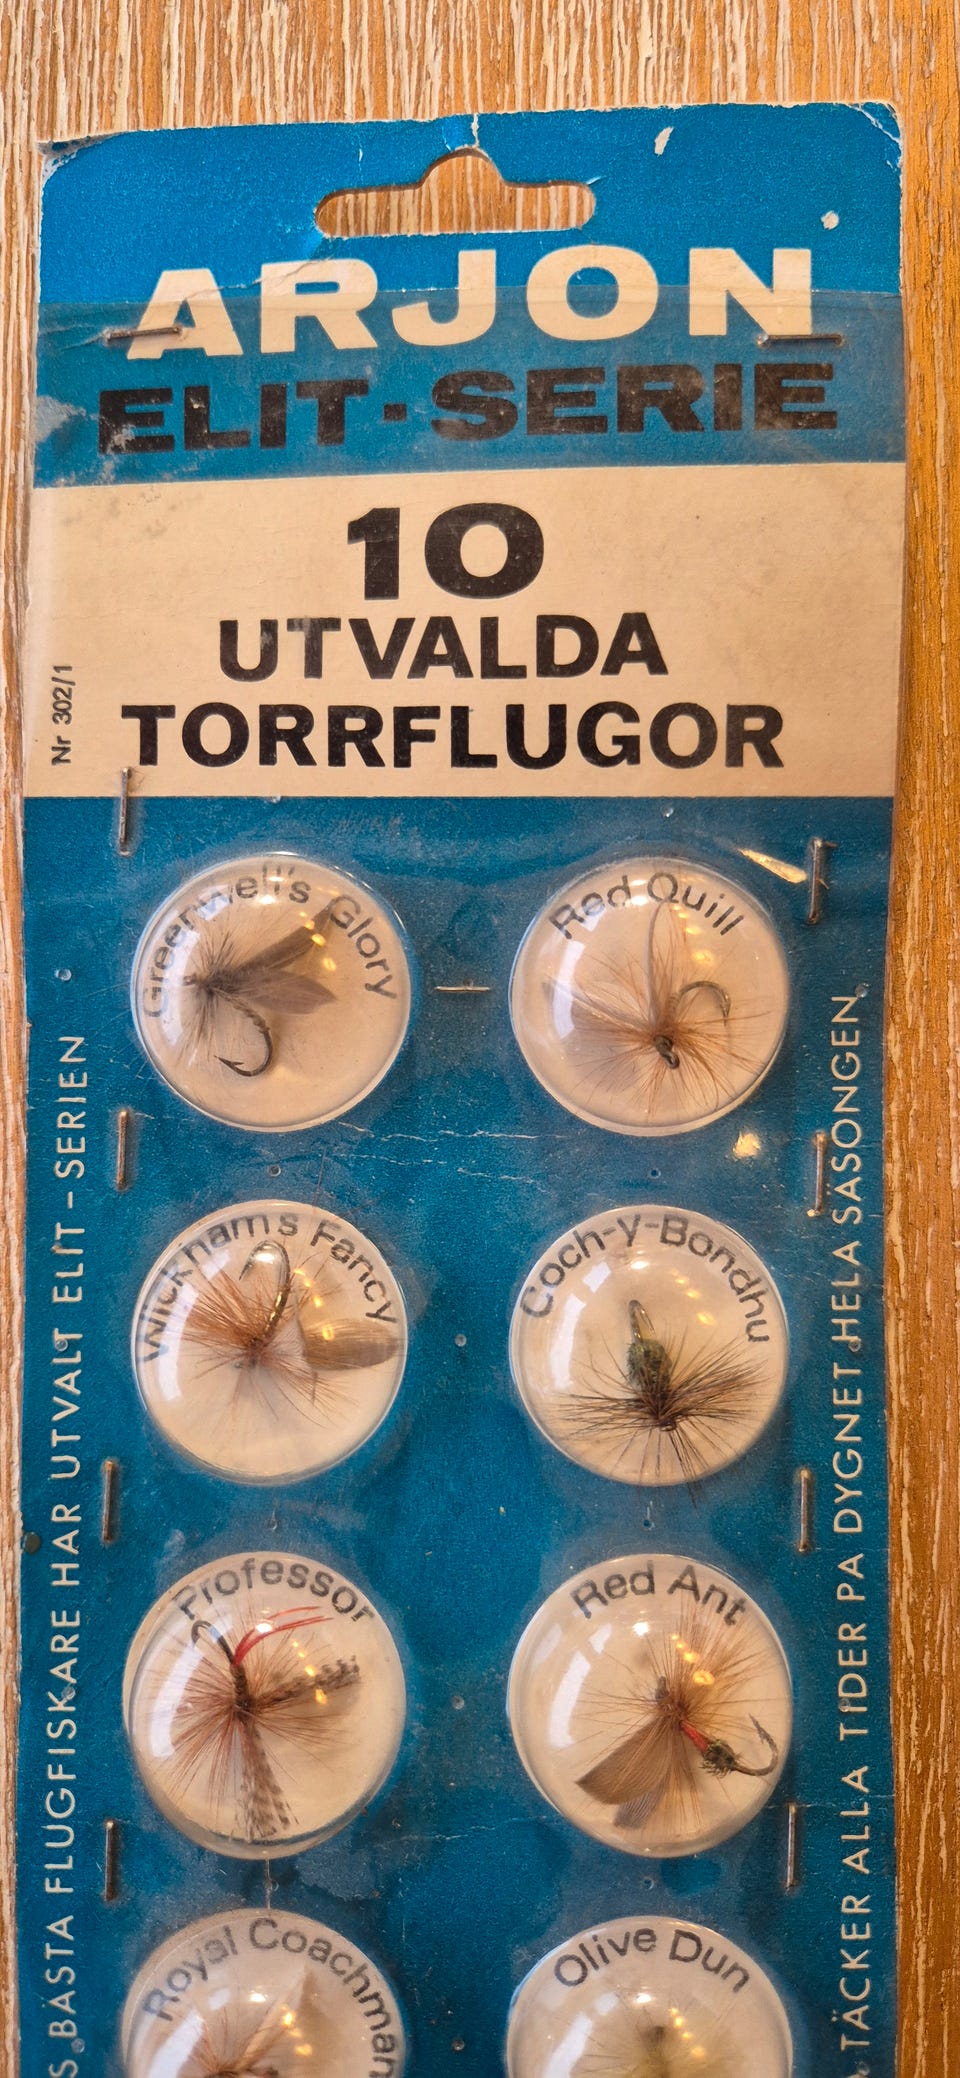 ARJON
ELIT-SERIE
10
UTVALDA
TORRFLUGOR
Nr 302/1
Greenwell's Glory
Red Quill
Wickham's Fancy
Coch-y-Bondhu
Professor
Red Ant
Royal Coachman
Olive Dun
BÄSTA FLUGFISKARE HAR UTVALT ELIT-SERIEN
TÄCKER ALLA TIDER PÅ DYGNET HELA SÄSONGEN